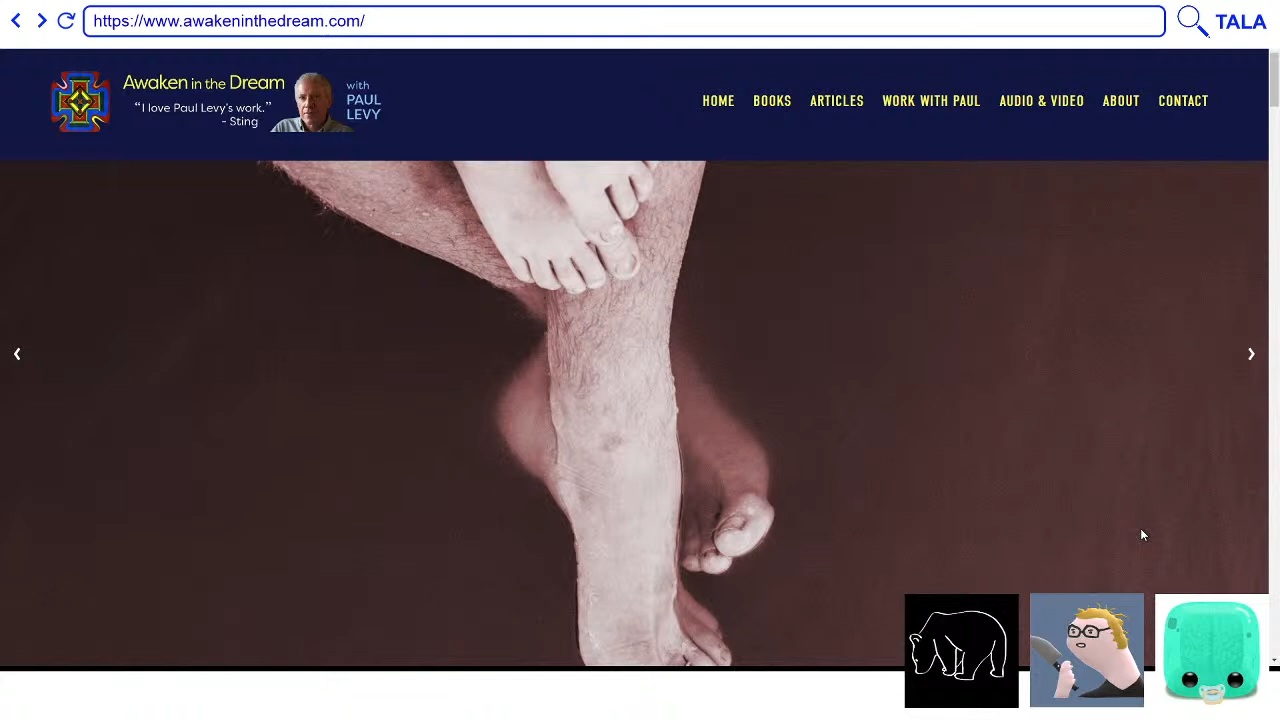 https://www.awakeninthedream.com/
TALA
Awaken in the Dream
“I love Paul Levy’s work.”
- Sting
with
PAUL
LEVY
HOME BOOKS ARTICLES WORK WITH PAUL AUDIO & VIDEO ABOUT CONTACT